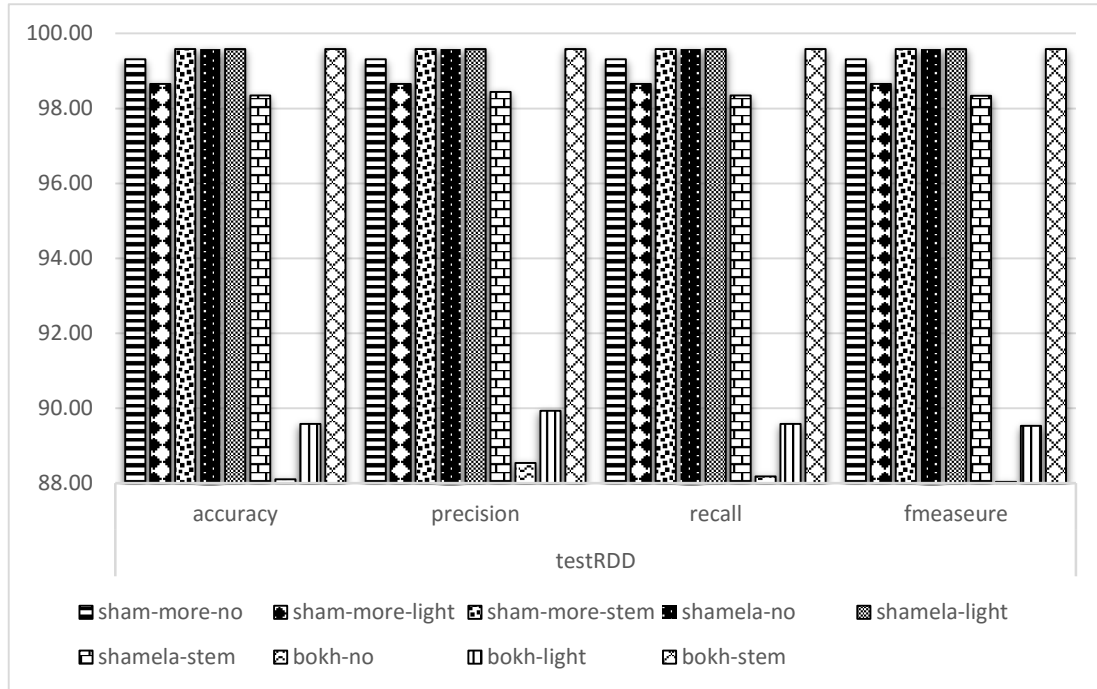 100.00
98.00
96.00
94.00
92.00
90.00
88.00
accuracy precision recall fmeaseure
testRDD
sham-more-no sham-more-light sham-more-stem shamela-no shamela-light
shamela-stem bokh-no bokh-light bokh-stem